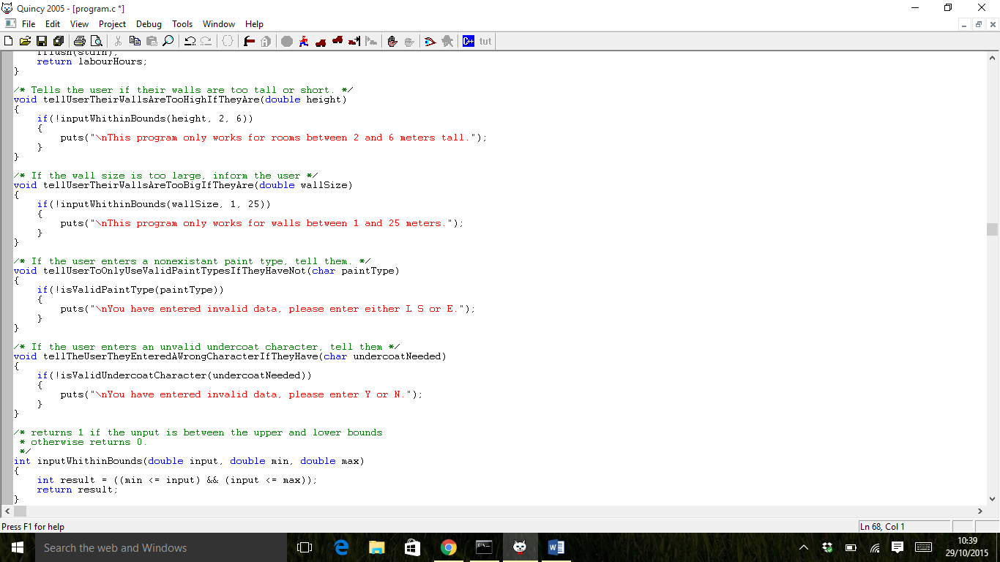 Quincy 2005 - [program.c *]
File Edit View Project Debug Tools Window Help
C++ tut
fflush(stdin);
return labourHours;
}
/* Tells the user if their walls are too tall or short. */
void tellUserTheirWallsAreTooHighIfTheyAre(double height)
{
if(!inputWhithinBounds(height, 2, 6))
{
puts("\nThis program only works for rooms between 2 and 6 meters tall.");
}
}
/* If the wall size is too large, inform the user */
void tellUserTheirWallsAreTooBigIfTheyAre(double wallSize)
{
if(!inputWhithinBounds(wallSize, 1, 25))
{
puts("\nThis program only works for walls between 1 and 25 meters.");
}
}
/* If the user enters a nonexistant paint type, tell them. */
void tellUserToOnlyUseValidPaintTypesIfTheyHaveNot(char paintType)
{
if(!isValidPaintType(paintType))
{
puts("\nYou have entered invalid data, please enter either L S or E.");
}
}
/* If the user enters an unvalid undercoat character, tell them */
void tellTheUserTheyEnteredAWrongCharacterIfTheyHave(char undercoatNeeded)
{
if(!isValidUndercoatCharacter(undercoatNeeded))
{
puts("\nYou have entered invalid data, please enter Y or N.");
}
}
/* returns 1 if the unput is between the upper and lower bounds
* otherwise returns 0.
*/
int inputWhithinBounds(double input, double min, double max)
{
int result = ((min <= input) && (input <= max));
return result;
}
Press F1 for help
Ln 68, Col 1
Search the web and Windows
10:39
29/10/2015